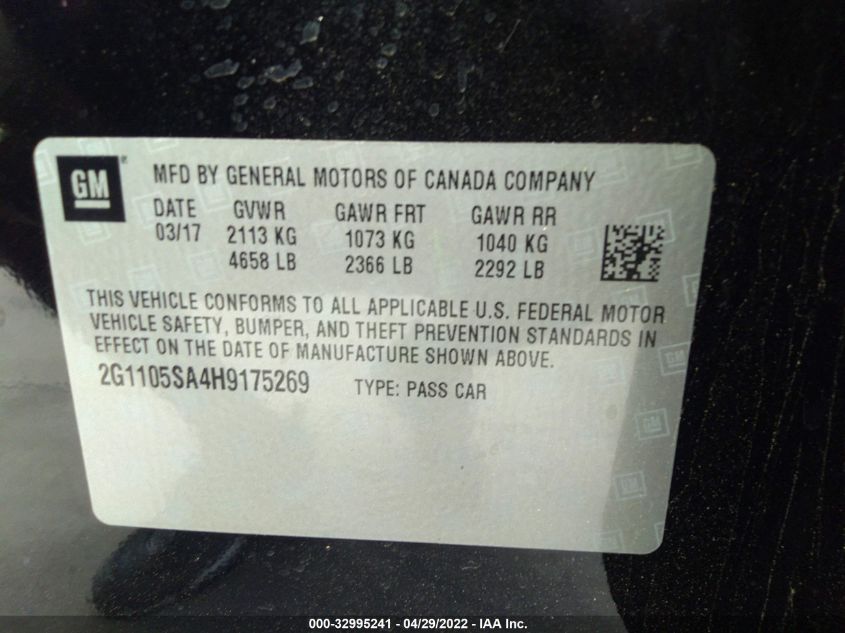 GM
MFD BY GENERAL MOTORS OF CANADA COMPANY
DATE GVWR GAWR FRT GAWR RR
03/17 2113 KG 1073 KG 1040 KG
4658 LB 2366 LB 2292 LB
THIS VEHICLE CONFORMS TO ALL APPLICABLE U.S. FEDERAL MOTOR
VEHICLE SAFETY, BUMPER, AND THEFT PREVENTION STANDARDS IN
EFFECT ON THE DATE OF MANUFACTURE SHOWN ABOVE.
2G1105SA4H9175269 TYPE: PASS CAR
000-32995241 - 04/29/2022 - IAA Inc.